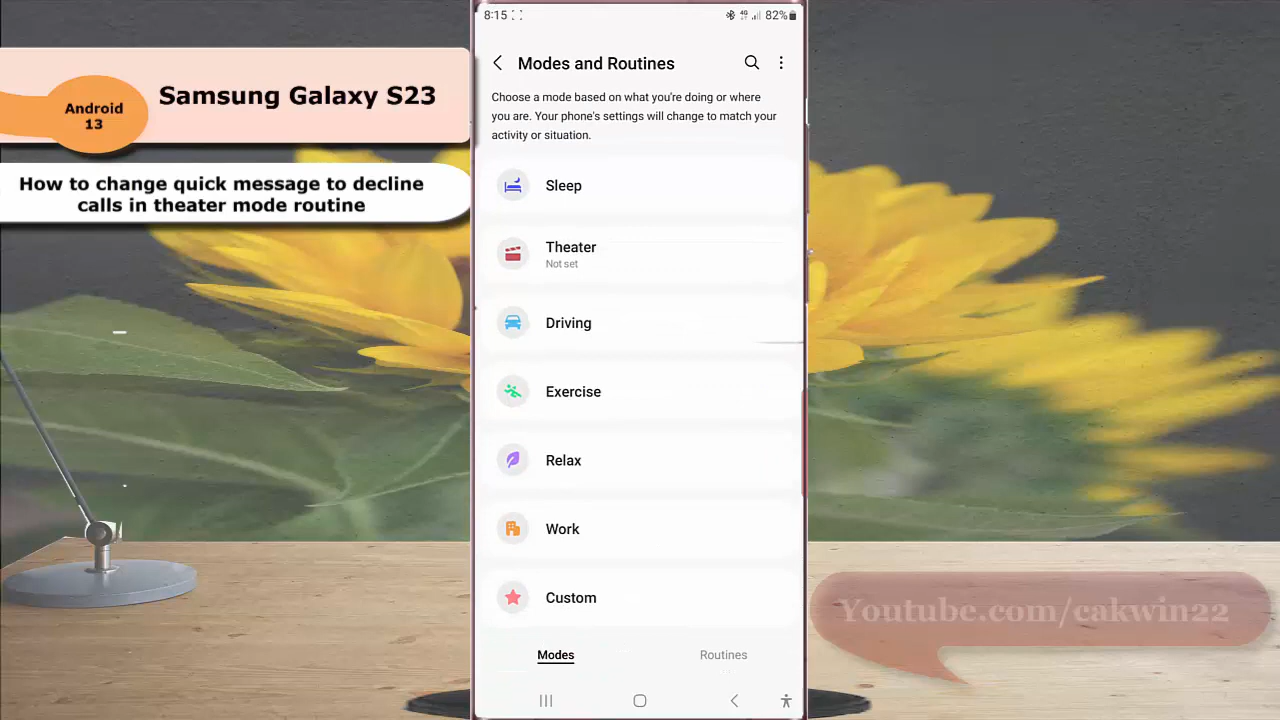 Android
13
Samsung Galaxy S23
How to change quick message to decline
calls in theater mode routine
8:15
4G
82%
Modes and Routines
Choose a mode based on what you're doing or where
you are. Your phone's settings will change to match your
activity or situation.
Sleep
Theater
Not set
Driving
Exercise
Relax
Work
Custom
Modes
Routines
Youtube.com/cakwin22